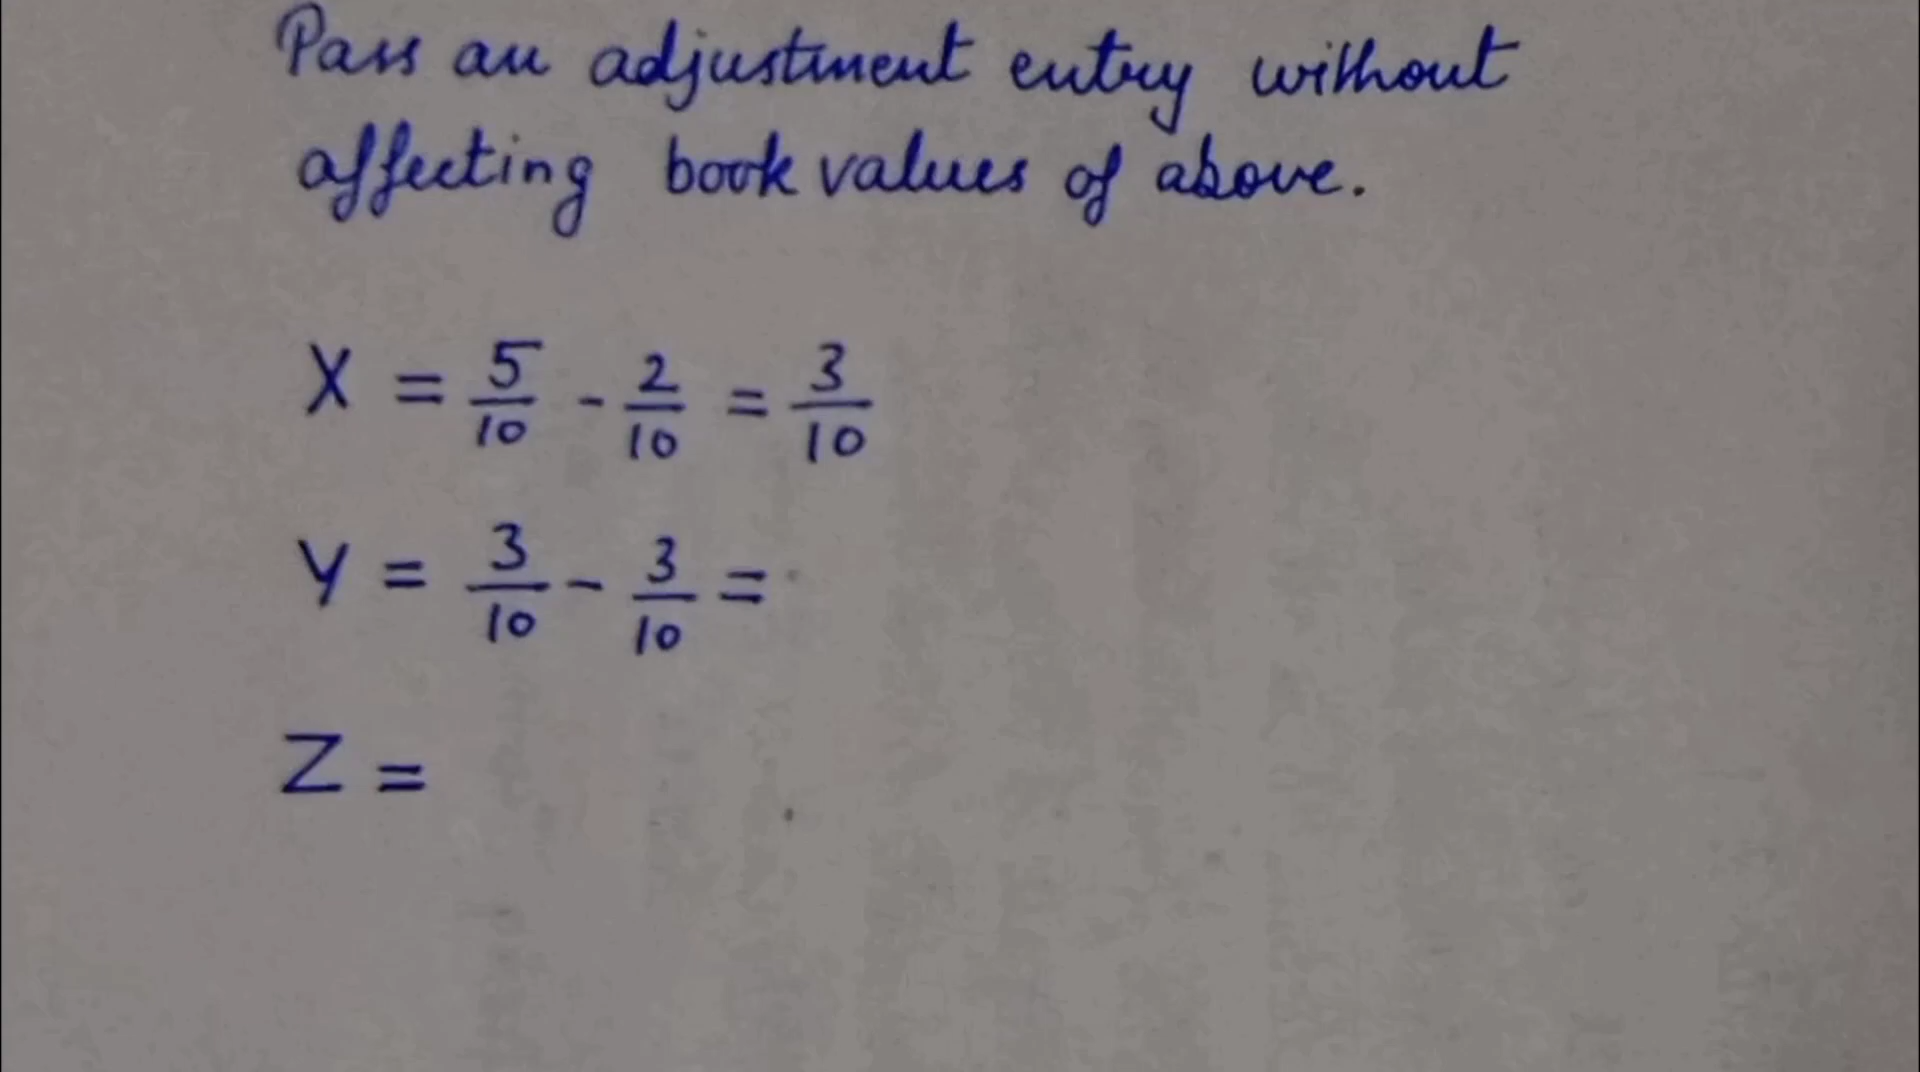 Pass an adjustment entry without
affecting book values of above.
X = 5/10 - 2/10 = 3/10
Y = 3/10 - 3/10 =
Z =